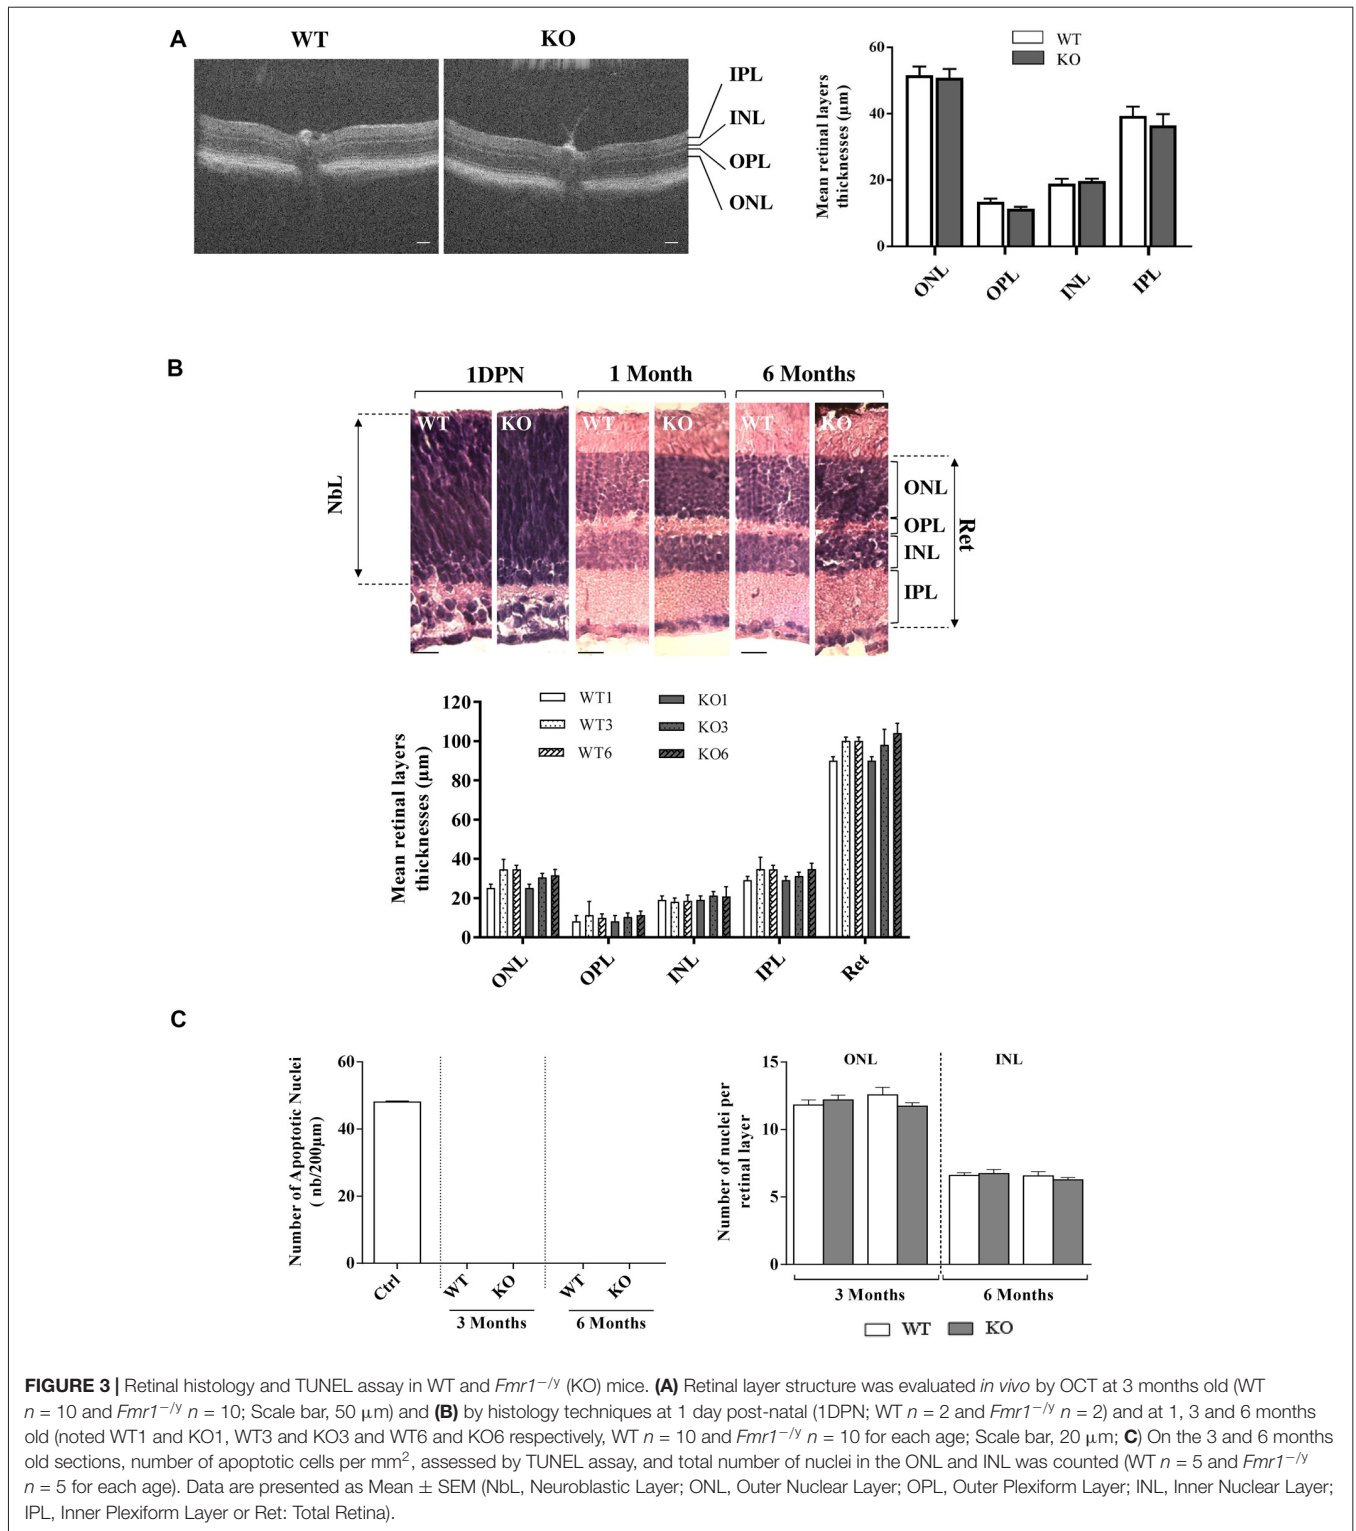 A
WT
KO
IPL
INL
OPL
ONL
Mean retinal layers
thicknesses (µm)
60
40
20
0
WT
KO
ONL
OPL
INL
IPL
B
1DPN
1 Month
6 Months
WT
KO
WT
KO
WT
KO
NbL
ONL
OPL
INL
IPL
Ret
Mean retinal layers
thicknesses (µm)
120
100
80
60
40
20
0
WT1
WT3
WT6
KO1
KO3
KO6
ONL
OPL
INL
IPL
Ret
C
Number of Apoptotic Nuclei
( nb/200µm)
60
40
20
0
Ctrl
WT
KO
WT
KO
3 Months
6 Months
Number of nuclei per
retinal layer
15
10
5
0
ONL
INL
3 Months
6 Months
WT
KO
FIGURE 3 | Retinal histology and TUNEL assay in WT and Fmr1−/y (KO) mice. (A) Retinal layer structure was evaluated in vivo by OCT at 3 months old (WT
n = 10 and Fmr1−/y n = 10; Scale bar, 50 µm) and (B) by histology techniques at 1 day post-natal (1DPN; WT n = 2 and Fmr1−/y n = 2) and at 1, 3 and 6 months
old (noted WT1 and KO1, WT3 and KO3 and WT6 and KO6 respectively, WT n = 10 and Fmr1−/y n = 10 for each age; Scale bar, 20 µm; C) On the 3 and 6 months
old sections, number of apoptotic cells per mm2, assessed by TUNEL assay, and total number of nuclei in the ONL and INL was counted (WT n = 5 and Fmr1−/y
n = 5 for each age). Data are presented as Mean ± SEM (NbL, Neuroblastic Layer; ONL, Outer Nuclear Layer; OPL, Outer Plexiform Layer; INL, Inner Nuclear Layer;
IPL, Inner Plexiform Layer or Ret: Total Retina).